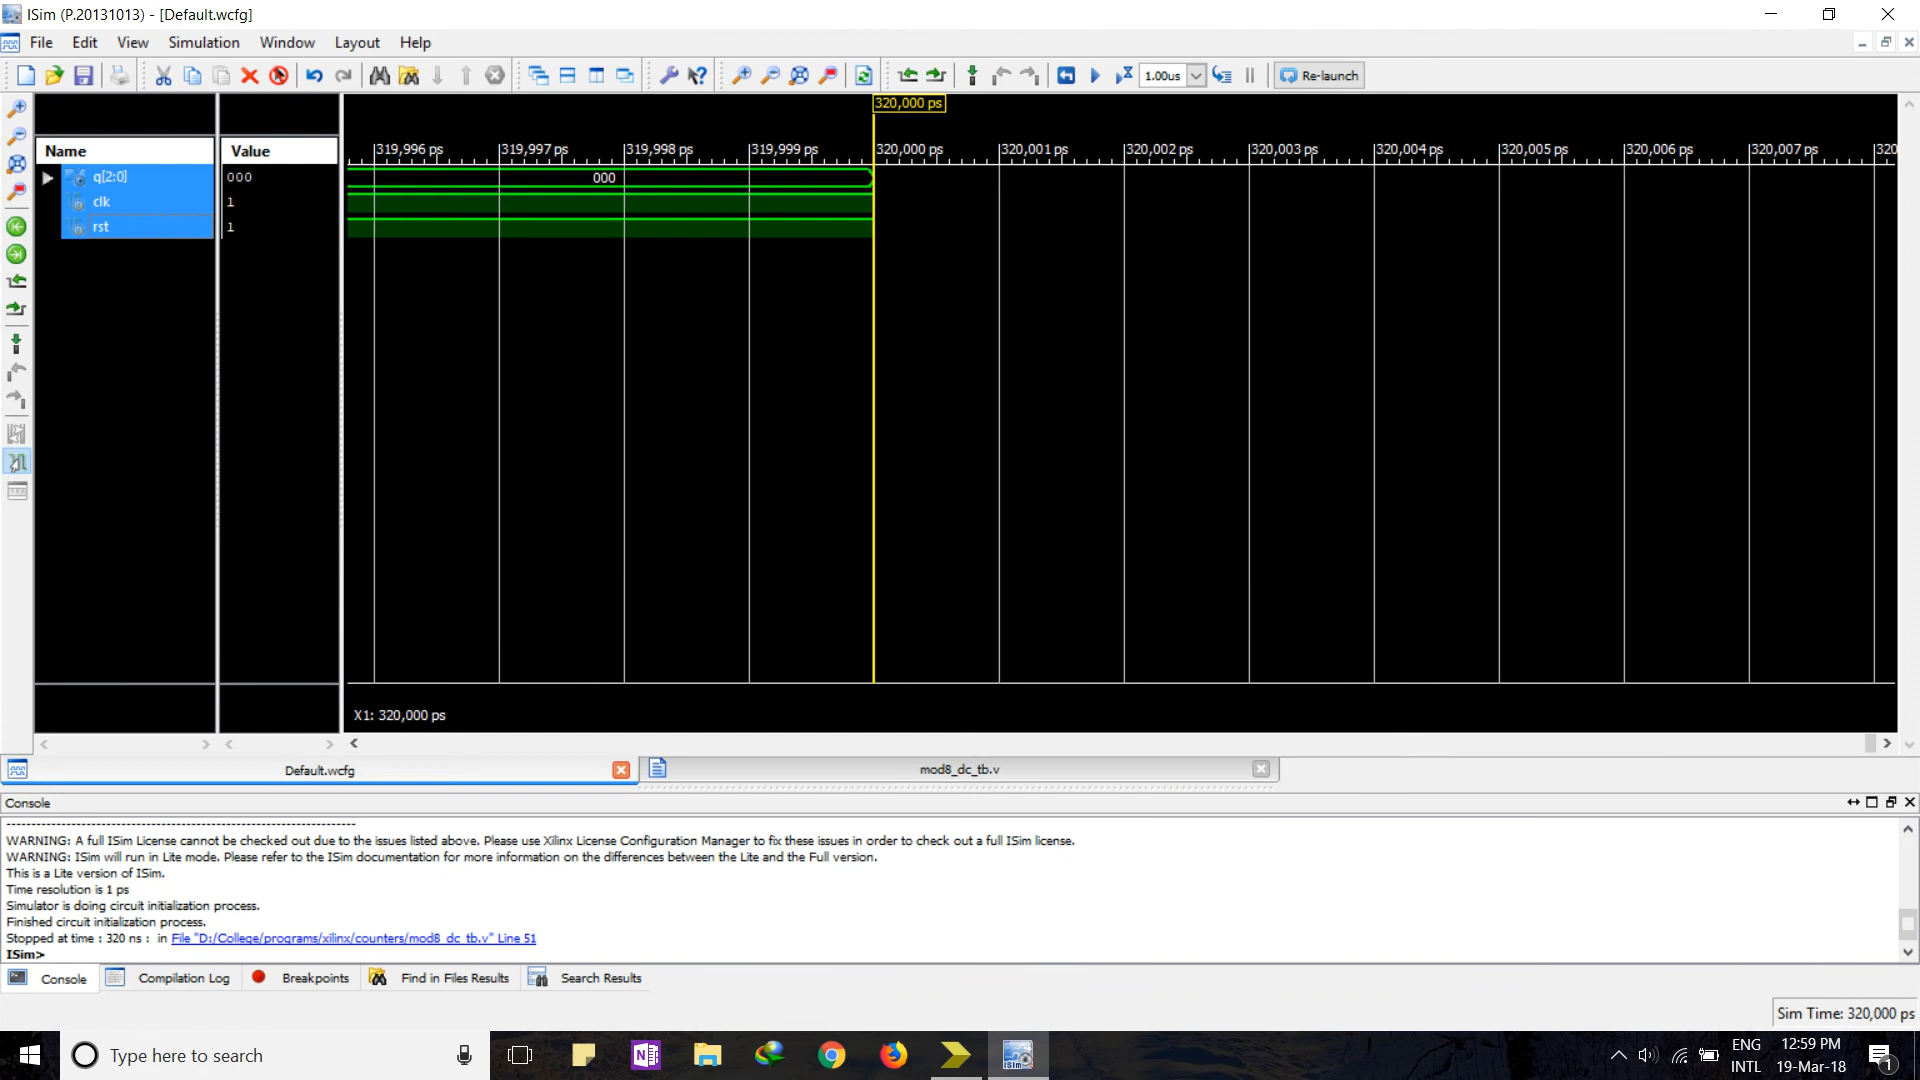 ISim (P.20131013) - [Default.wcfg]
File Edit View Simulation Window Layout Help
1.00us Re-launch
320,000 ps
Name Value
319,996 ps 319,997 ps 319,998 ps 319,999 ps 320,000 ps 320,001 ps 320,002 ps 320,003 ps 320,004 ps 320,005 ps 320,006 ps 320,007 ps 320
q[2:0] 000 000
clk 1
rst 1
X1: 320,000 ps
Default.wcfg mod8_dc_tb.v
Console
WARNING: A full ISim License cannot be checked out due to the issues listed above. Please use Xilinx License Configuration Manager to fix these issues in order to check out a full ISim license.
WARNING: ISim will run in Lite mode. Please refer to the ISim documentation for more information on the differences between the Lite and the Full version.
This is a Lite version of ISim.
Time resolution is 1 ps
Simulator is doing circuit initialization process.
Finished circuit initialization process.
Stopped at time : 320 ns : in File "D:/College/programs/xilinx/counters/mod8_dc_tb.v" Line 51
ISim>
Console Compilation Log Breakpoints Find in Files Results Search Results
Sim Time: 320,000 ps
Type here to search
ISim
ENG 12:59 PM
INTL 19-Mar-18
1